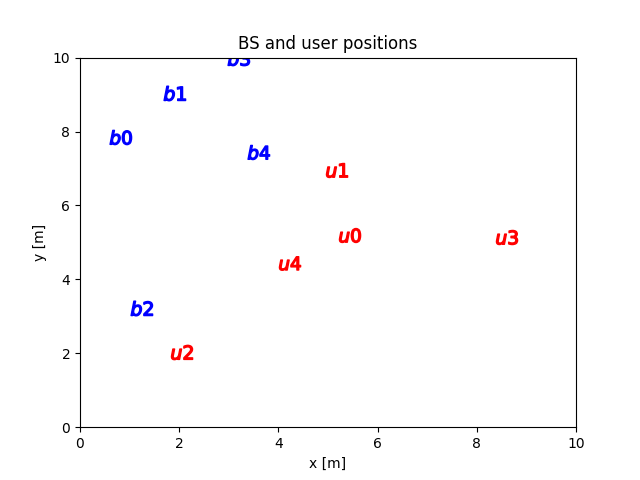 BS and user positions
b3
b1
b0
b4
u1
u0
u3
u4
b2
u2
10
8
6
4
2
0
y [m]
0 2 4 6 8 10
x [m]